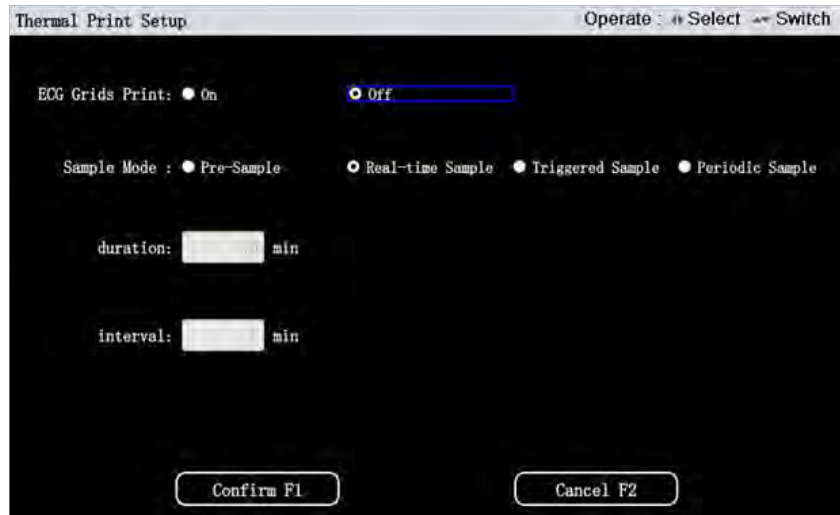 Thermal Print Setup Operate : Select Switch
ECG Grids Print: On Off
Sample Mode : Pre-Sample Real-time Sample Triggered Sample Periodic Sample
duration: min
interval: min
Confirm F1 Cancel F2